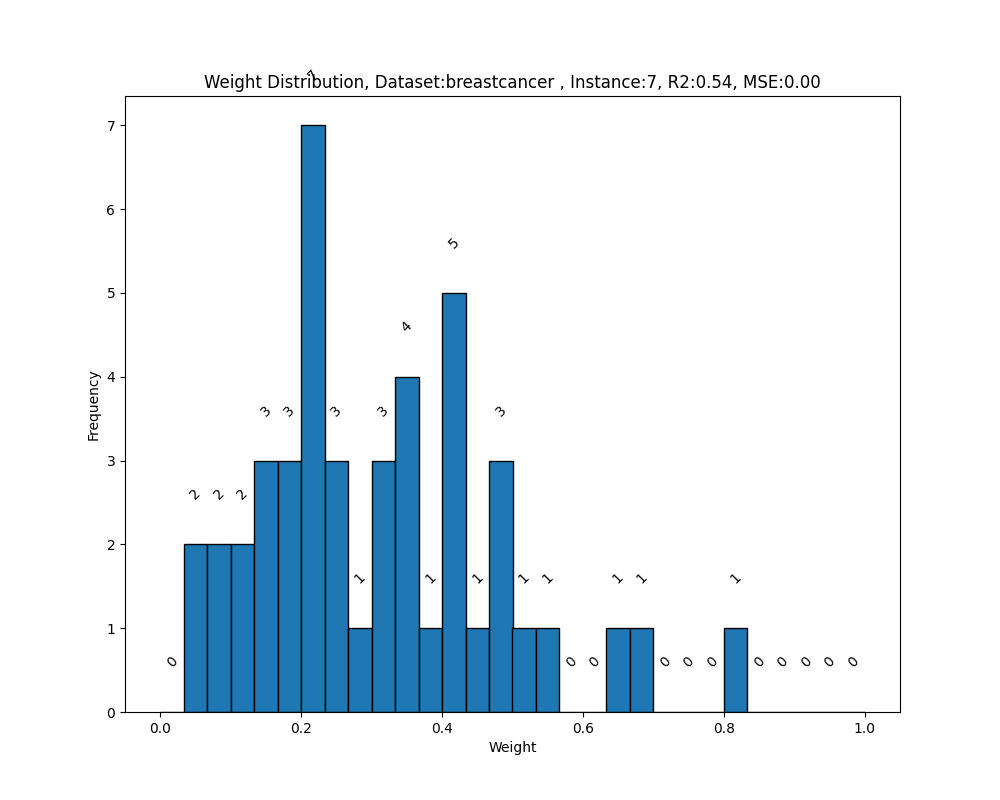 7
Weight Distribution, Dataset:breastcancer , Instance:7, R2:0.54, MSE:0.00
Frequency
7
6
5
4
3
2
1
0
0 2 2 2 3 3 7 3 1 3 4 1 5 1 3 1 1 0 0 1 1 0 0 0 1 0 0 0 0 0
0.0 0.2 0.4 0.6 0.8 1.0
Weight